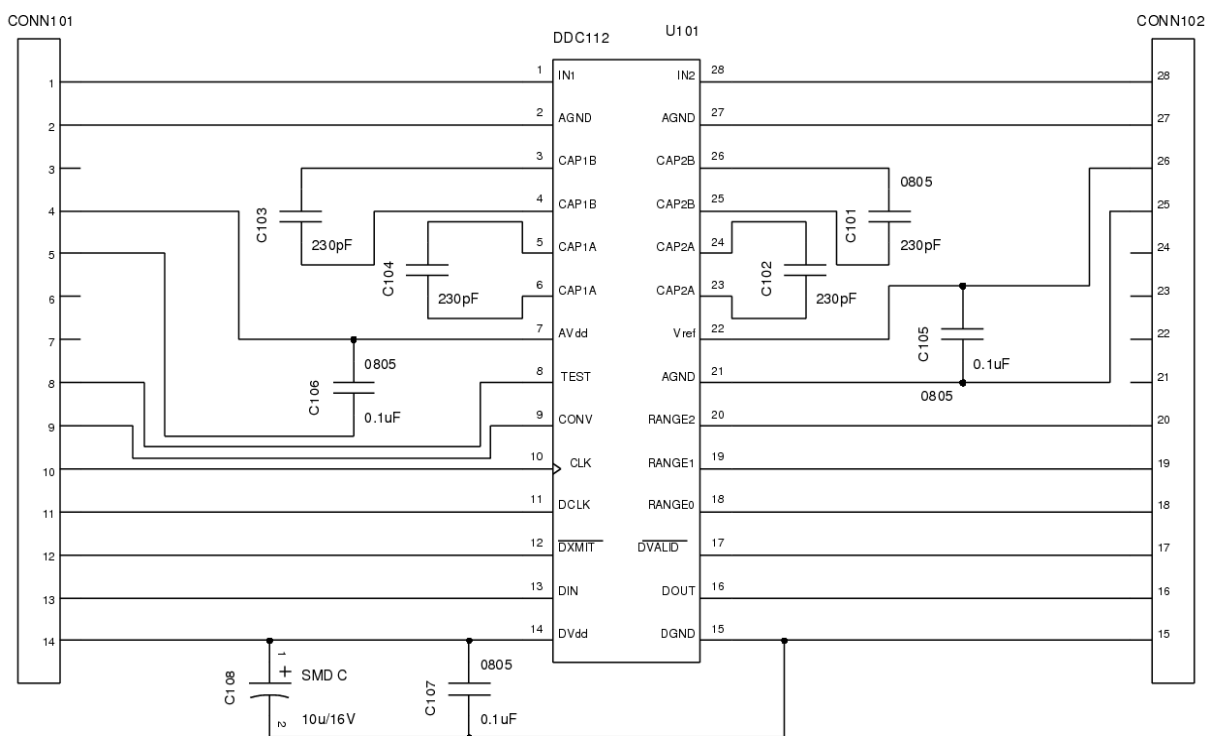 CONN101
DDC112
U101
CONN102
1
1
IN1
IN2
28
28
2
2
AGND
AGND
27
27
3
3
CAP1B
CAP2B
26
26
0805
4
4
CAP1B
CAP2B
25
25
C103
230pF
C101
230pF
5
5
CAP1A
CAP2A
24
24
C104
230pF
C102
230pF
6
6
CAP1A
CAP2A
23
23
7
7
AVdd
Vref
22
22
C105
0.1uF
0805
8
8
TEST
AGND
21
21
0805
C106
0.1uF
9
9
CONV
RANGE2
20
20
10
10
CLK
RANGE1
19
19
11
11
DCLK
RANGE0
18
18
12
12
DXMIT
DVALID
17
17
13
13
DIN
DOUT
16
16
14
14
DVdd
DGND
15
15
1
+
SMD C
C108
10u/16V
2
0805
C107
0.1uF